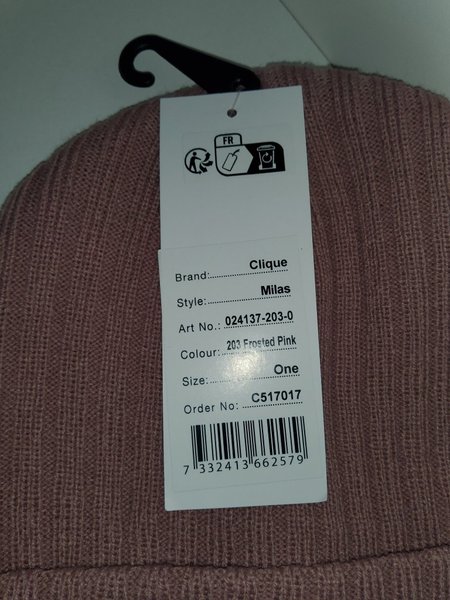 FR
Brand: Clique
Style: Milas
Art No.: 024137-203-0
Colour: 203 Frosted Pink
Size: One
Order No.: C517017
7 332413 662579